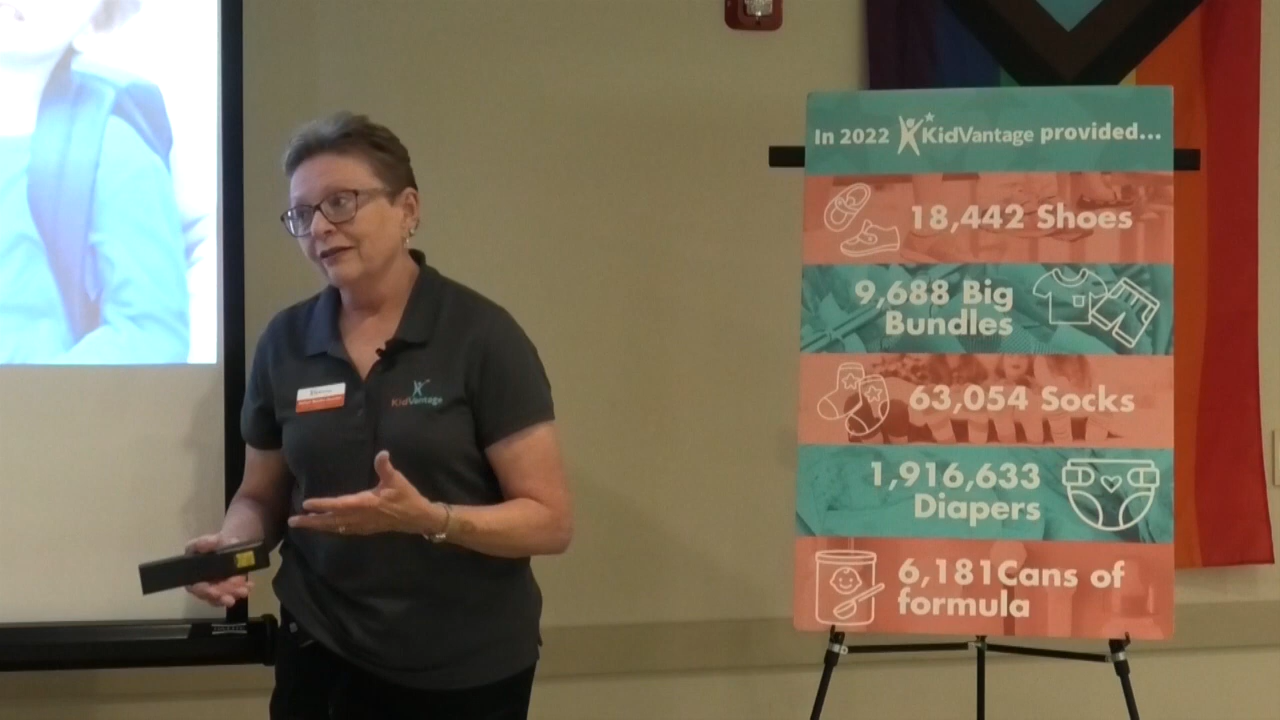 In 2022 KidVantage provided...
18,442 Shoes
9,688 Big
Bundles
63,054 Socks
1,916,633
Diapers
6,181Cans of
formula
KidVantage